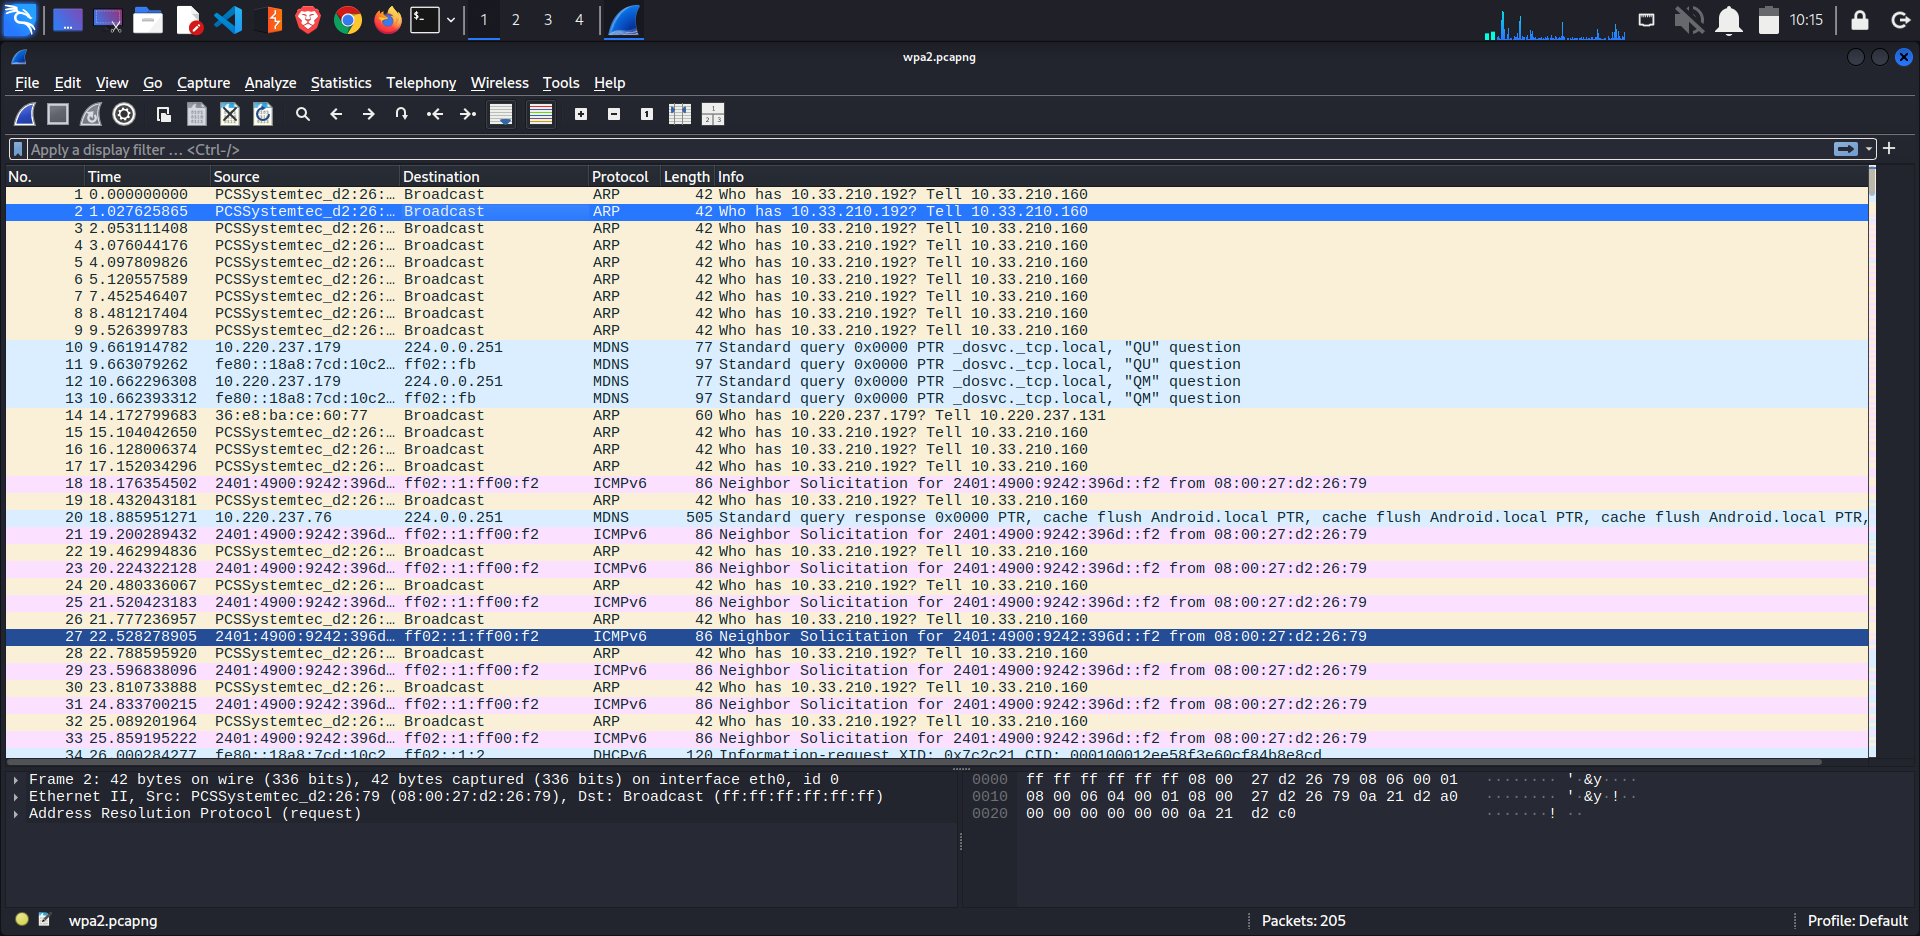 1 2 3 4 10:15
wpa2.pcapng
File Edit View Go Capture Analyze Statistics Telephony Wireless Tools Help
Apply a display filter … <Ctrl-/>
No. Time Source Destination Protocol Length Info
1 0.000000000 PCSSystemtec_d2:26:… Broadcast ARP 42 Who has 10.33.210.192? Tell 10.33.210.160
2 1.027625865 PCSSystemtec_d2:26:… Broadcast ARP 42 Who has 10.33.210.192? Tell 10.33.210.160
3 2.053111408 PCSSystemtec_d2:26:… Broadcast ARP 42 Who has 10.33.210.192? Tell 10.33.210.160
4 3.076044176 PCSSystemtec_d2:26:… Broadcast ARP 42 Who has 10.33.210.192? Tell 10.33.210.160
5 4.097809826 PCSSystemtec_d2:26:… Broadcast ARP 42 Who has 10.33.210.192? Tell 10.33.210.160
6 5.120557589 PCSSystemtec_d2:26:… Broadcast ARP 42 Who has 10.33.210.192? Tell 10.33.210.160
7 7.452546407 PCSSystemtec_d2:26:… Broadcast ARP 42 Who has 10.33.210.192? Tell 10.33.210.160
8 8.481217404 PCSSystemtec_d2:26:… Broadcast ARP 42 Who has 10.33.210.192? Tell 10.33.210.160
9 9.526399783 PCSSystemtec_d2:26:… Broadcast ARP 42 Who has 10.33.210.192? Tell 10.33.210.160
10 9.661914782 10.220.237.179 224.0.0.251 MDNS 77 Standard query 0x0000 PTR _dosvc._tcp.local, "QU" question
11 9.663079262 fe80::18a8:7cd:10c2… ff02::fb MDNS 97 Standard query 0x0000 PTR _dosvc._tcp.local, "QU" question
12 10.662296308 10.220.237.179 224.0.0.251 MDNS 77 Standard query 0x0000 PTR _dosvc._tcp.local, "QM" question
13 10.662393312 fe80::18a8:7cd:10c2… ff02::fb MDNS 97 Standard query 0x0000 PTR _dosvc._tcp.local, "QM" question
14 14.172799683 36:e8:ba:ce:60:77 Broadcast ARP 60 Who has 10.220.237.179? Tell 10.220.237.131
15 15.104042650 PCSSystemtec_d2:26:… Broadcast ARP 42 Who has 10.33.210.192? Tell 10.33.210.160
16 16.128006374 PCSSystemtec_d2:26:… Broadcast ARP 42 Who has 10.33.210.192? Tell 10.33.210.160
17 17.152034296 PCSSystemtec_d2:26:… Broadcast ARP 42 Who has 10.33.210.192? Tell 10.33.210.160
18 18.176354502 2401:4900:9242:396d… ff02::1:ff00:f2 ICMPv6 86 Neighbor Solicitation for 2401:4900:9242:396d::f2 from 08:00:27:d2:26:79
19 18.432043181 PCSSystemtec_d2:26:… Broadcast ARP 42 Who has 10.33.210.192? Tell 10.33.210.160
20 18.885951271 10.220.237.76 224.0.0.251 MDNS 505 Standard query response 0x0000 PTR, cache flush Android.local PTR, cache flush Android.local PTR, cache flush Android.local PTR,
21 19.200289432 2401:4900:9242:396d… ff02::1:ff00:f2 ICMPv6 86 Neighbor Solicitation for 2401:4900:9242:396d::f2 from 08:00:27:d2:26:79
22 19.462994836 PCSSystemtec_d2:26:… Broadcast ARP 42 Who has 10.33.210.192? Tell 10.33.210.160
23 20.224322128 2401:4900:9242:396d… ff02::1:ff00:f2 ICMPv6 86 Neighbor Solicitation for 2401:4900:9242:396d::f2 from 08:00:27:d2:26:79
24 20.480336067 PCSSystemtec_d2:26:… Broadcast ARP 42 Who has 10.33.210.192? Tell 10.33.210.160
25 21.520423183 2401:4900:9242:396d… ff02::1:ff00:f2 ICMPv6 86 Neighbor Solicitation for 2401:4900:9242:396d::f2 from 08:00:27:d2:26:79
26 21.777236957 PCSSystemtec_d2:26:… Broadcast ARP 42 Who has 10.33.210.192? Tell 10.33.210.160
27 22.528278905 2401:4900:9242:396d… ff02::1:ff00:f2 ICMPv6 86 Neighbor Solicitation for 2401:4900:9242:396d::f2 from 08:00:27:d2:26:79
28 22.788595920 PCSSystemtec_d2:26:… Broadcast ARP 42 Who has 10.33.210.192? Tell 10.33.210.160
29 23.596838096 2401:4900:9242:396d… ff02::1:ff00:f2 ICMPv6 86 Neighbor Solicitation for 2401:4900:9242:396d::f2 from 08:00:27:d2:26:79
30 23.810733888 PCSSystemtec_d2:26:… Broadcast ARP 42 Who has 10.33.210.192? Tell 10.33.210.160
31 24.833700215 2401:4900:9242:396d… ff02::1:ff00:f2 ICMPv6 86 Neighbor Solicitation for 2401:4900:9242:396d::f2 from 08:00:27:d2:26:79
32 25.089201964 PCSSystemtec_d2:26:… Broadcast ARP 42 Who has 10.33.210.192? Tell 10.33.210.160
33 25.859195222 2401:4900:9242:396d… ff02::1:ff00:f2 ICMPv6 86 Neighbor Solicitation for 2401:4900:9242:396d::f2 from 08:00:27:d2:26:79
34 26.000284277 fe80::18a8:7cd:10c2… ff02::1:2 DHCPv6 120 Information-request XID: 0x7c2c21 CID: 000100012ee58f3e60cf84b8e8cd
Frame 2: 42 bytes on wire (336 bits), 42 bytes captured (336 bits) on interface eth0, id 0
Ethernet II, Src: PCSSystemtec_d2:26:79 (08:00:27:d2:26:79), Dst: Broadcast (ff:ff:ff:ff:ff:ff)
Address Resolution Protocol (request)
0000 ff ff ff ff ff ff 08 00 27 d2 26 79 08 06 00 01 ········ '·&y····
0010 08 00 06 04 00 01 08 00 27 d2 26 79 0a 21 d2 a0 ········ '·&y·!··
0020 00 00 00 00 00 00 0a 21 d2 c0 ·······! ··
wpa2.pcapng Packets: 205 Profile: Default